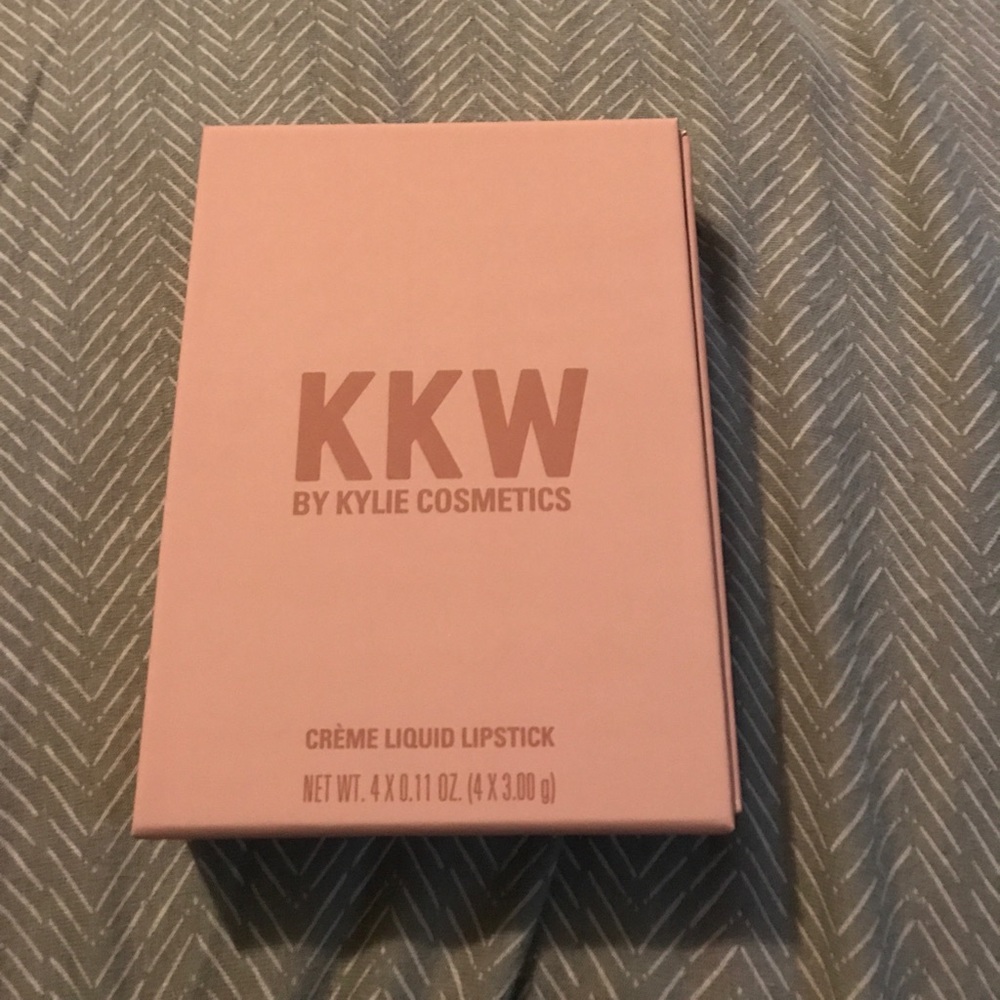 KKW
BY KYLIE COSMETICS
CRÈME LIQUID LIPSTICK
NET WT. 4 X 0.11 OZ. (4 X 3.00 g)